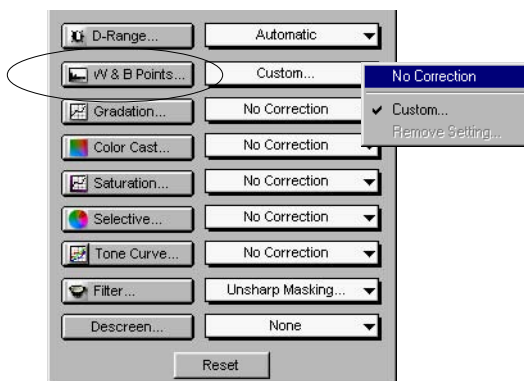 D-Range... Automatic
W & B Points... Custom...
No Correction
Custom...
Remove Setting...
Gradation... No Correction
Color Cast... No Correction
Saturation... No Correction
Selective... No Correction
Tone Curve... No Correction
Filter... Unsharp Masking...
Descreen... None
Reset